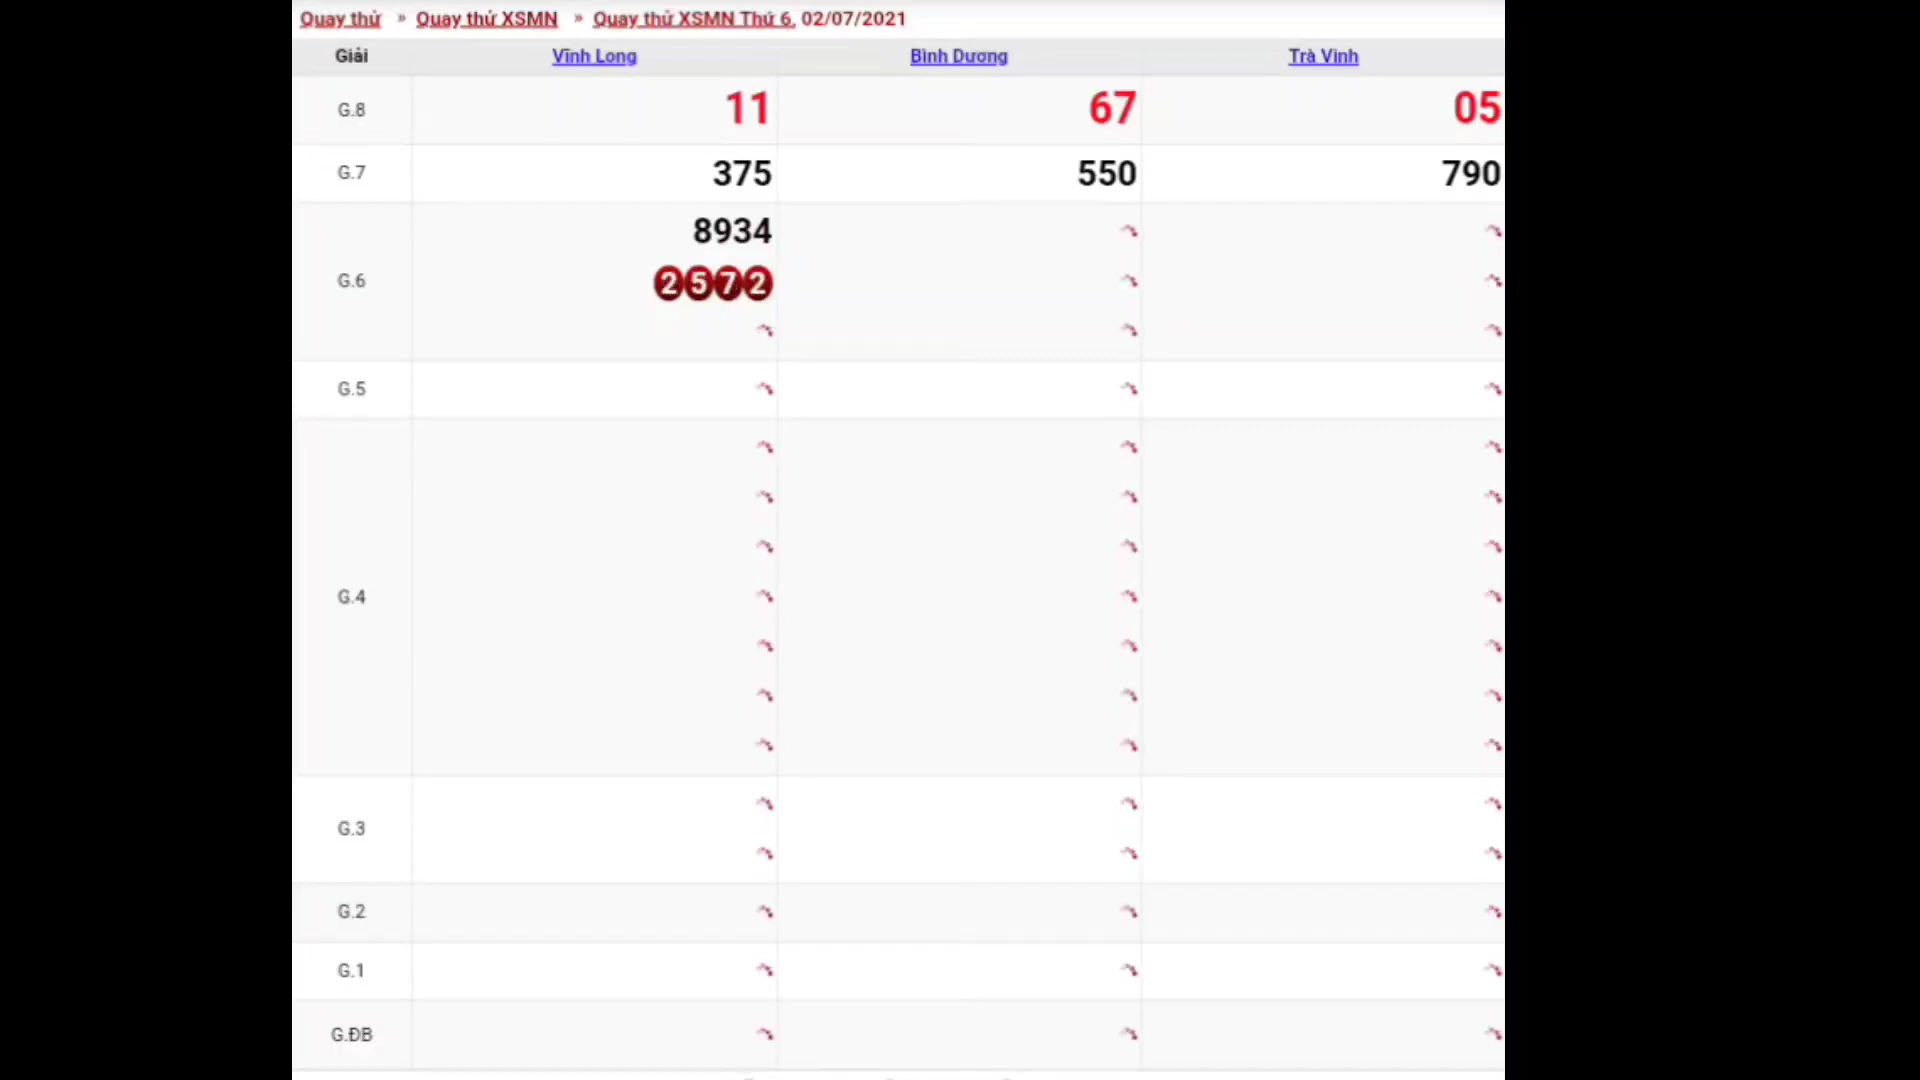 Quay thử » Quay thử XSMN » Quay thử XSMN Thứ 6, 02/07/2021
Giải Vĩnh Long Bình Dương Trà Vinh
G.8 11 67 05
G.7 375 550 790
8934
G.6 2572
G.5
G.4
G.3
G.2
G.1
G.ĐB